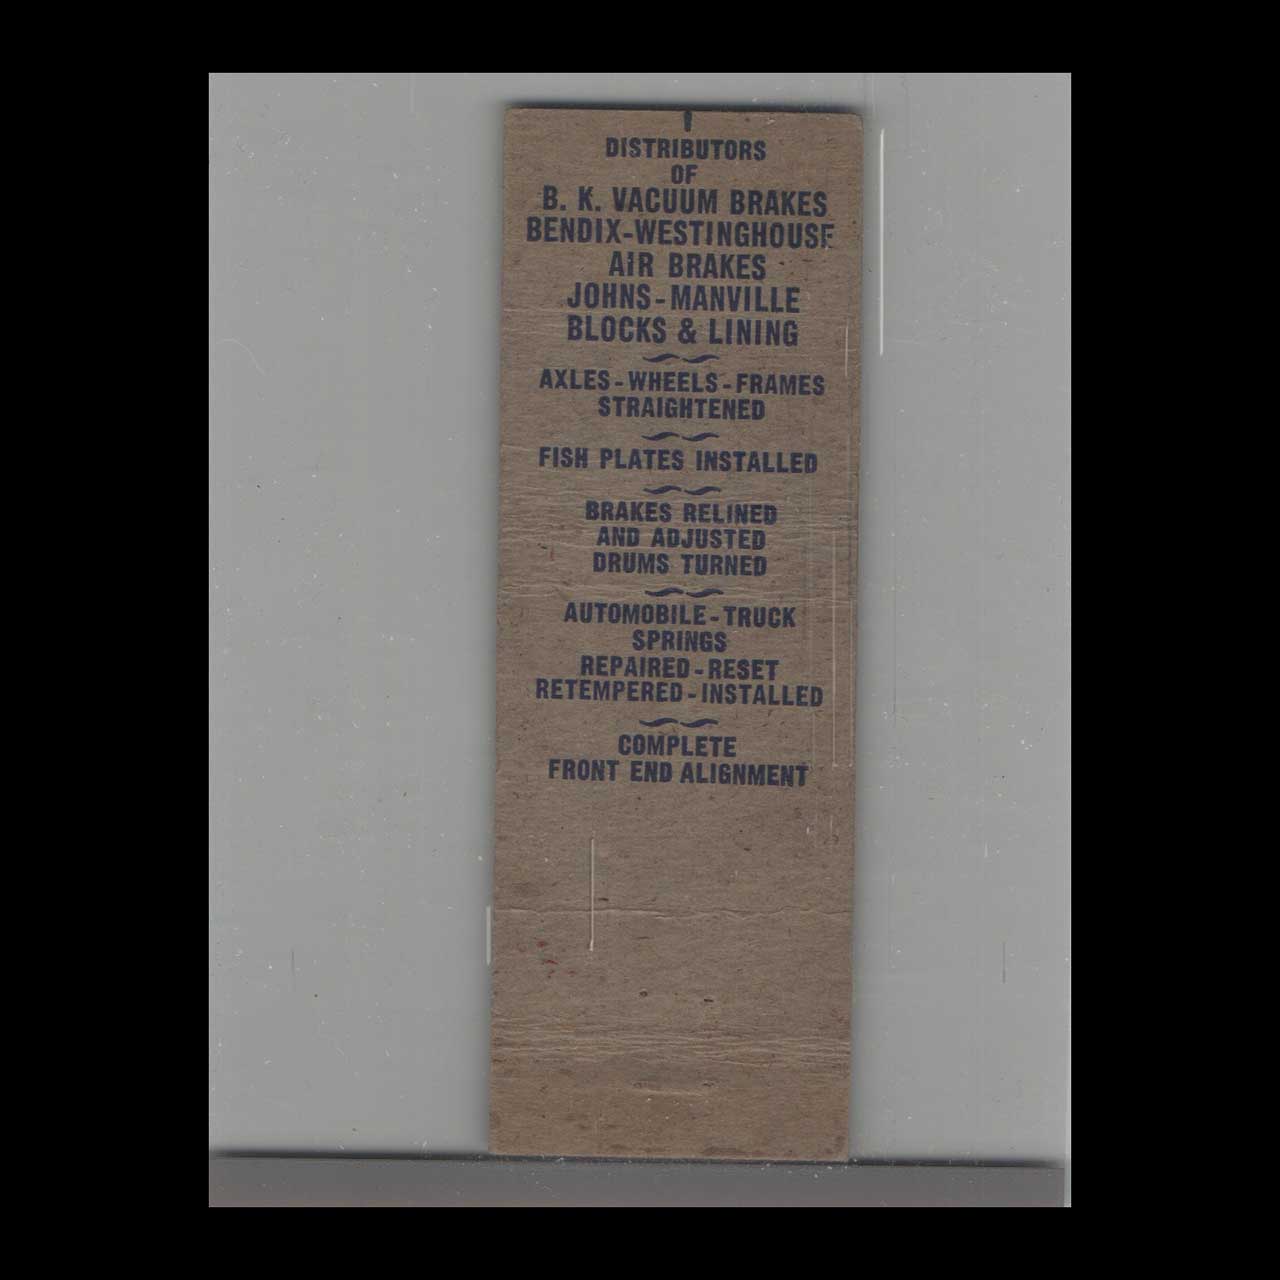 DISTRIBUTORS
OF
B. K. VACUUM BRAKES
BENDIX-WESTINGHOUSE
AIR BRAKES
JOHNS-MANVILLE
BLOCKS & LINING
AXLES-WHEELS-FRAMES
STRAIGHTENED
FISH PLATES INSTALLED
BRAKES RELINED
AND ADJUSTED
DRUMS TURNED
AUTOMOBILE-TRUCK
SPRINGS
REPAIRED-RESET
RETEMPERED-INSTALLED
COMPLETE
FRONT END ALIGNMENT